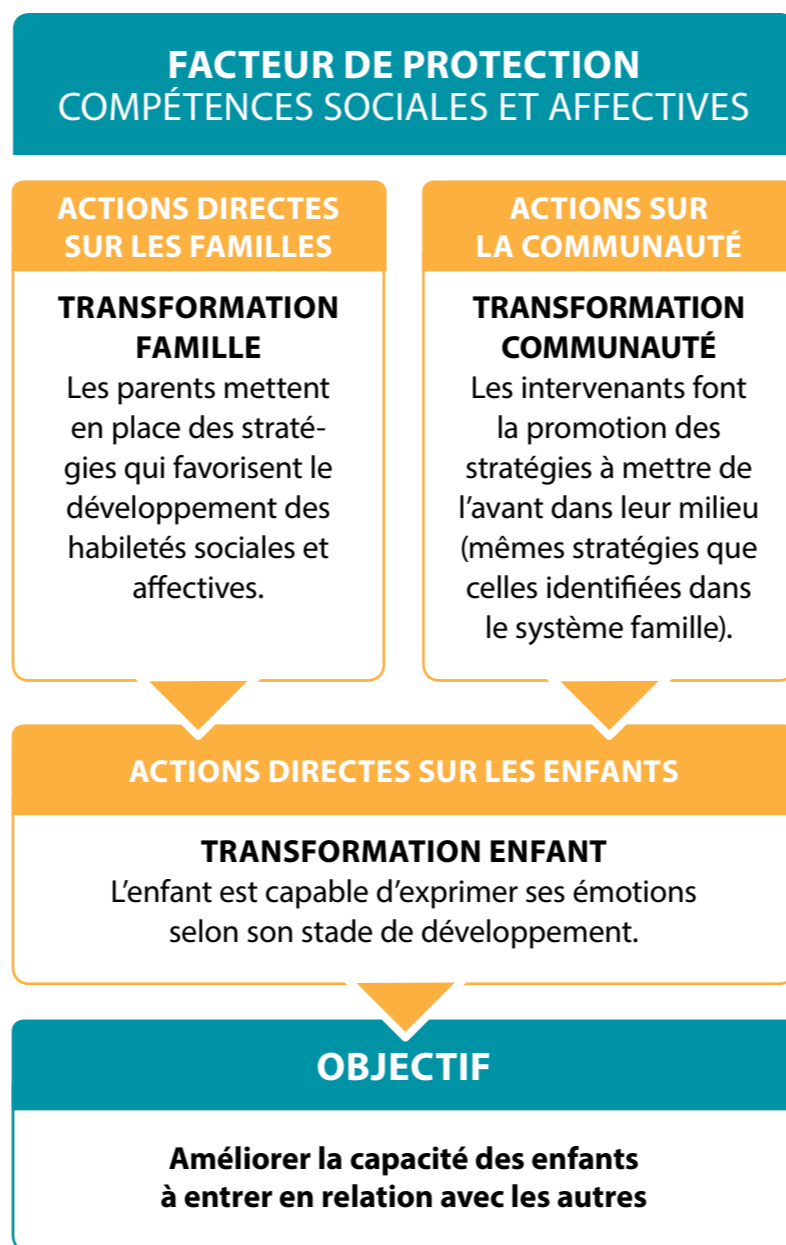 FACTEUR DE PROTECTION
COMPÉTENCES SOCIALES ET AFFECTIVES
ACTIONS DIRECTES
SUR LES FAMILLES
TRANSFORMATION
FAMILLE
Les parents mettent
en place des straté-
gies qui favorisent le
développement des
habiletés sociales et
affectives.
ACTIONS SUR
LA COMMUNAUTÉ
TRANSFORMATION
COMMUNAUTÉ
Les intervenants font
la promotion des
stratégies à mettre de
l’avant dans leur milieu
(mêmes stratégies que
celles identifiées dans
le système famille).
ACTIONS DIRECTES SUR LES ENFANTS
TRANSFORMATION ENFANT
L’enfant est capable d’exprimer ses émotions
selon son stade de développement.
OBJECTIF
Améliorer la capacité des enfants
à entrer en relation avec les autres